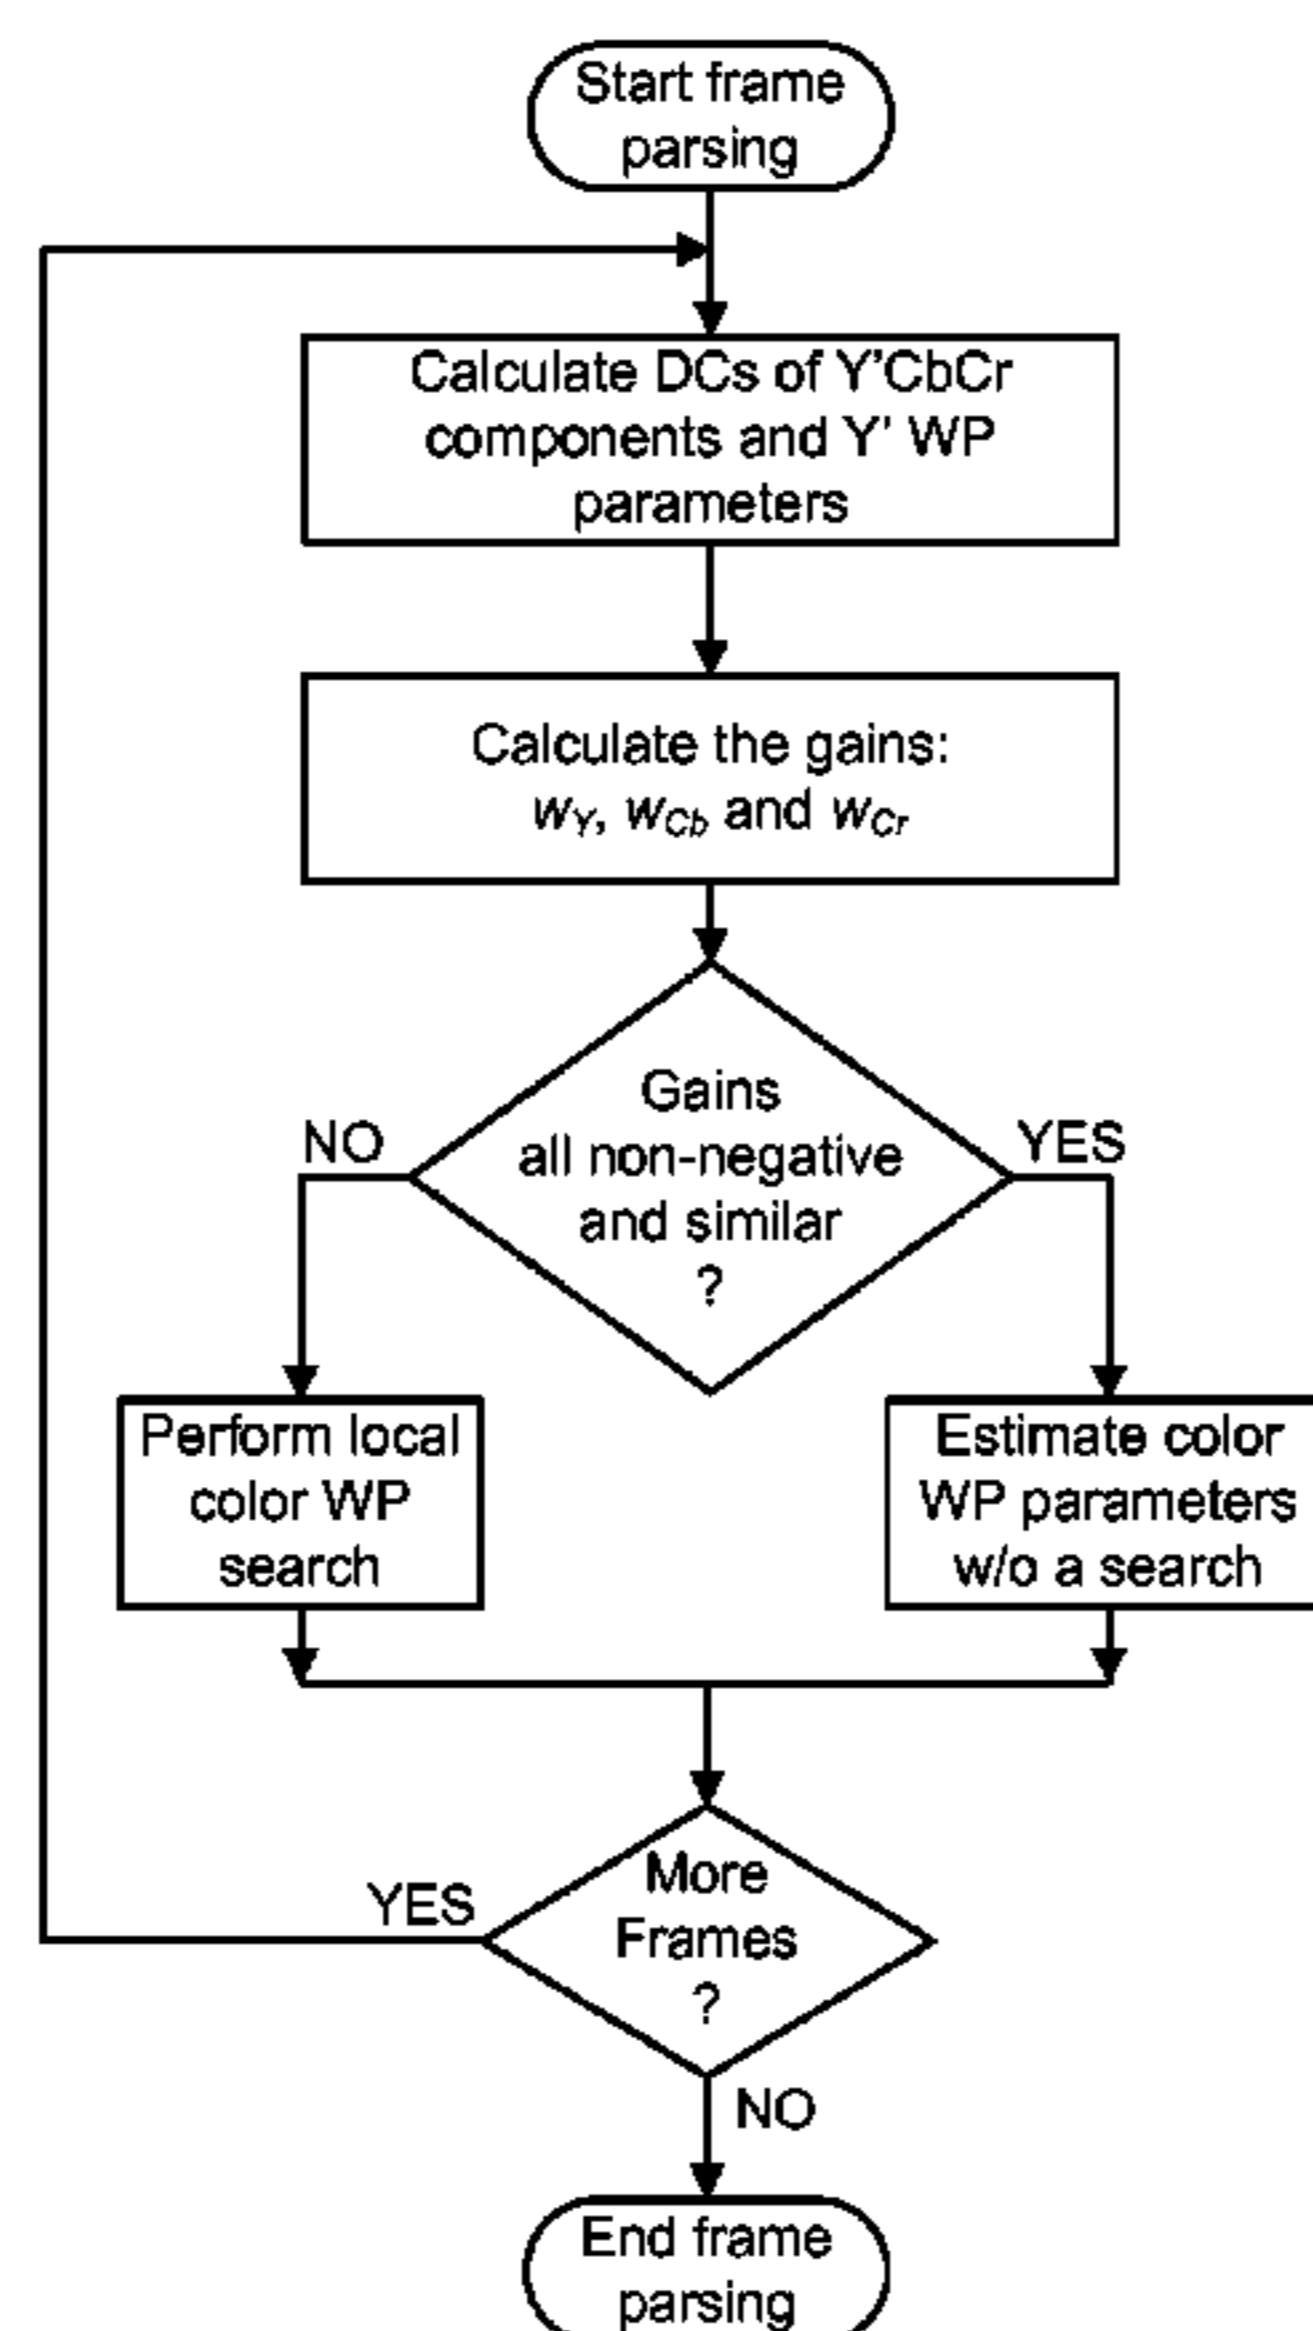 Start frame
parsing
Calculate DCs of Y'CbCr
components and Y' WP
parameters
Calculate the gains:
wY, wCb and wCr
Gains
all non-negative
and similar
?
NO
YES
Perform local
color WP
search
Estimate color
WP parameters
w/o a search
More
Frames
?
YES
NO
End frame
parsing